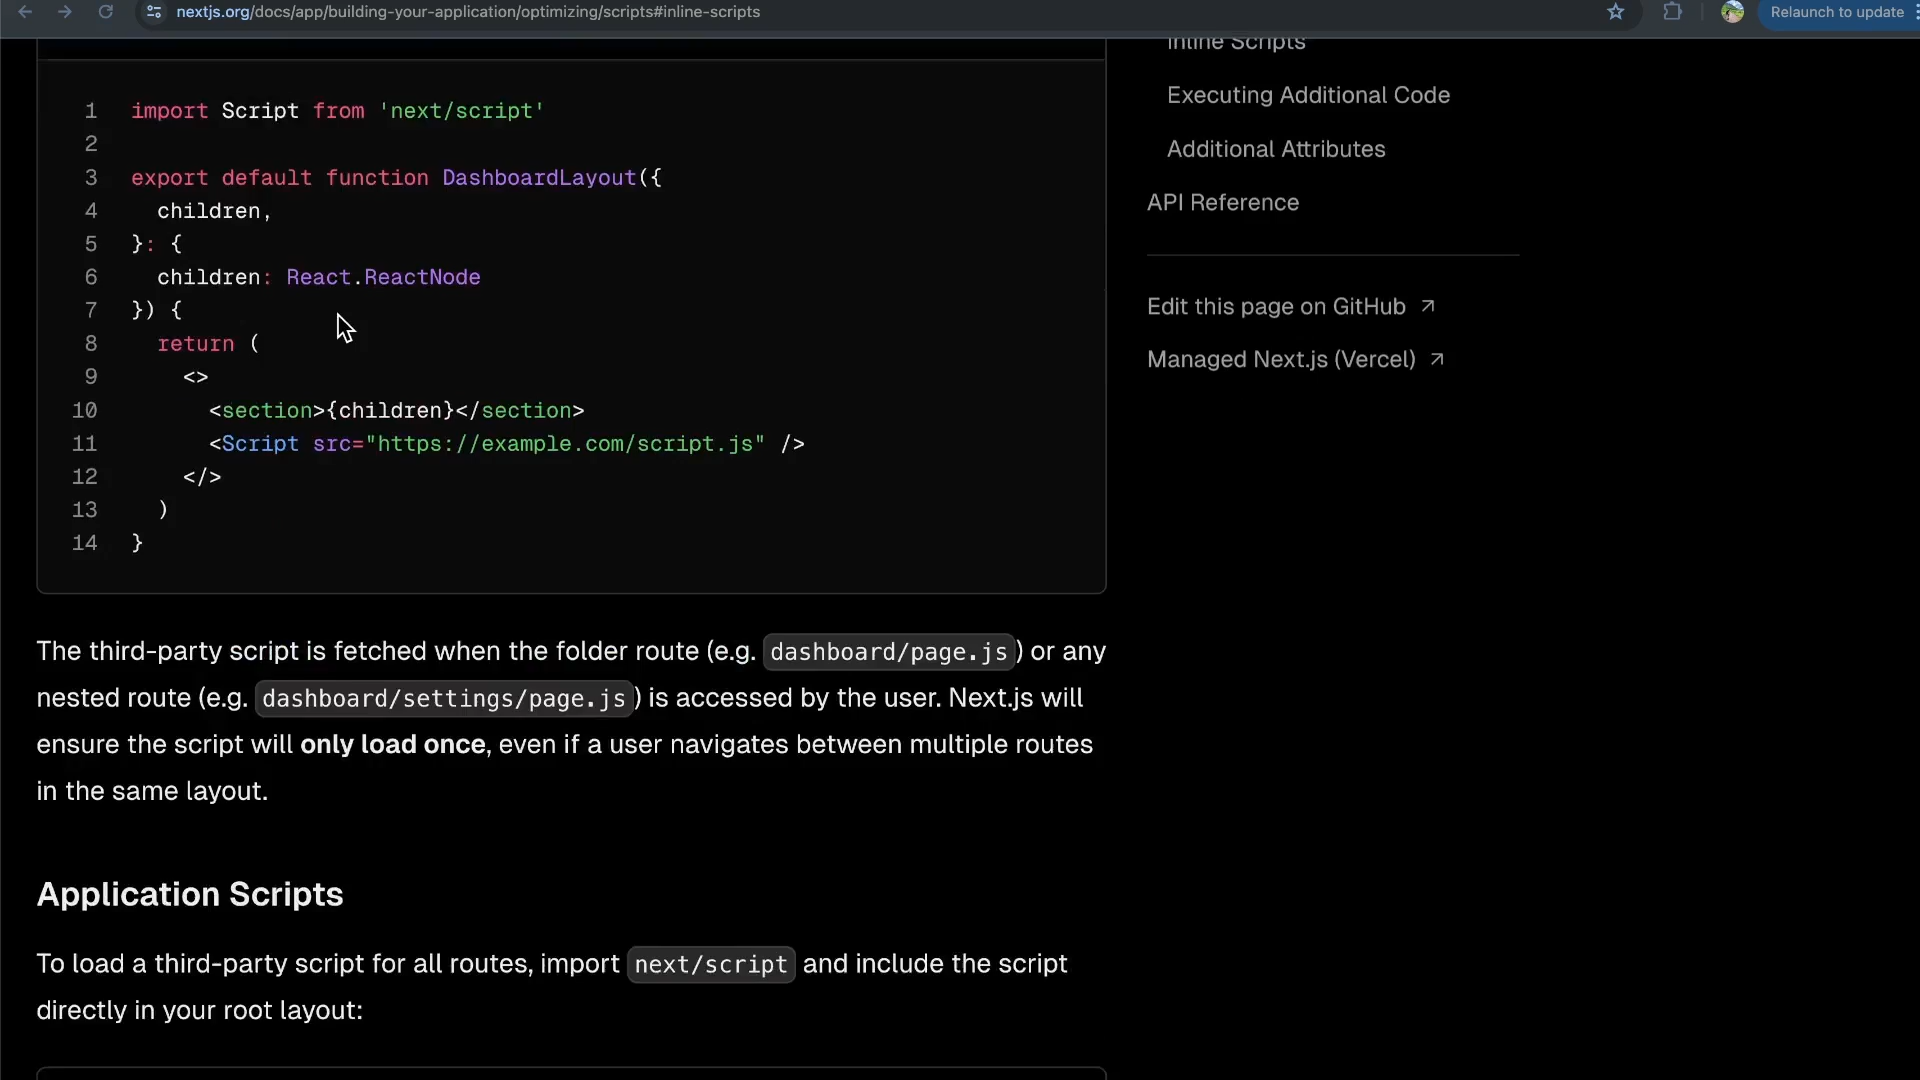 nextjs.org/docs/app/building-your-application/optimizing/scripts#inline-scripts
Relaunch to update
1 import Script from 'next/script'
2
3 export default function DashboardLayout({
4 children,
5 }: {
6 children: React.ReactNode
7 }) {
8 return (
9 <>
10 <section>{children}</section>
11 <Script src="https://example.com/script.js" />
12 </>
13 )
14 }
The third-party script is fetched when the folder route (e.g. dashboard/page.js) or any
nested route (e.g. dashboard/settings/page.js) is accessed by the user. Next.js will
ensure the script will only load once, even if a user navigates between multiple routes
in the same layout.
Application Scripts
To load a third-party script for all routes, import next/script and include the script
directly in your root layout:
Inline Scripts
Executing Additional Code
Additional Attributes
API Reference
Edit this page on GitHub ↗
Managed Next.js (Vercel) ↗